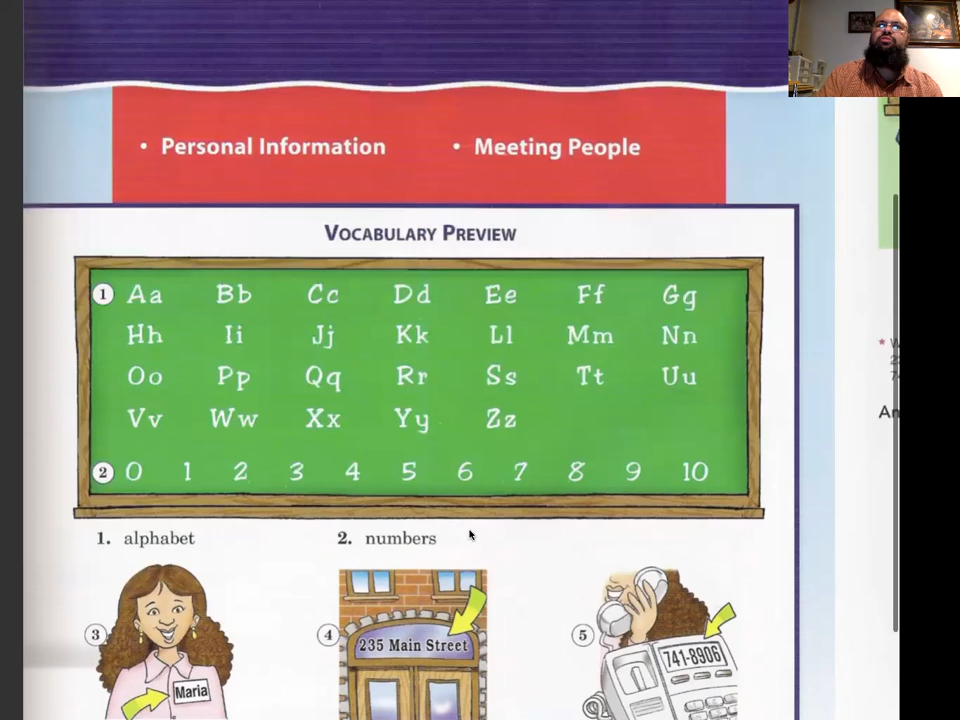 • Personal Information • Meeting People
VOCABULARY PREVIEW
1 Aa Bb Cc Dd Ee Ff Gg
Hh Ii Jj Kk Ll Mm Nn
Oo Pp Qq Rr Ss Tt Uu
Vv Ww Xx Yy Zz
2 0 1 2 3 4 5 6 7 8 9 10
1. alphabet 2. numbers
3 Maria
4 235 Main Street
5 741-8906